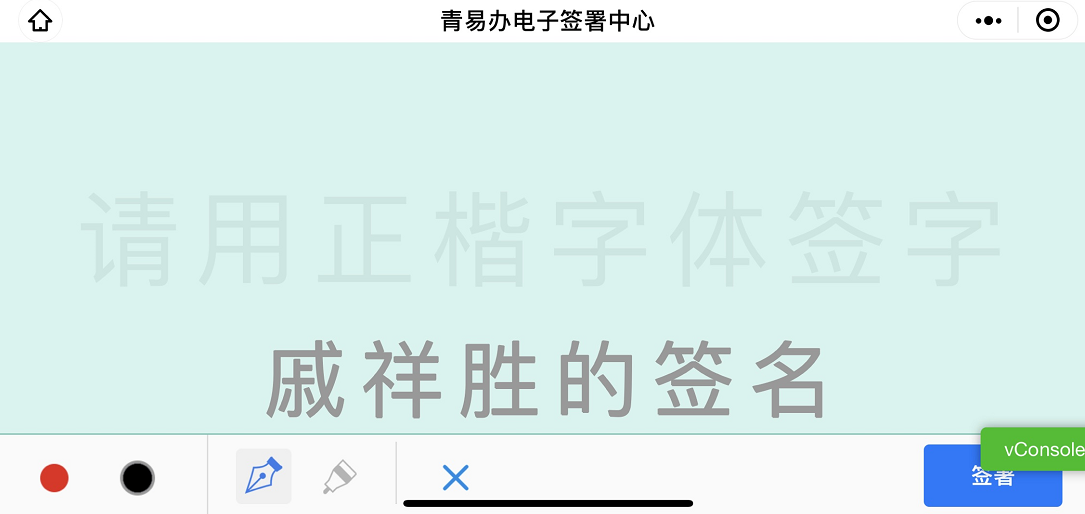 青易办电子签署中心
请用正楷字体签字
戚祥胜的签名
签署
vConsole